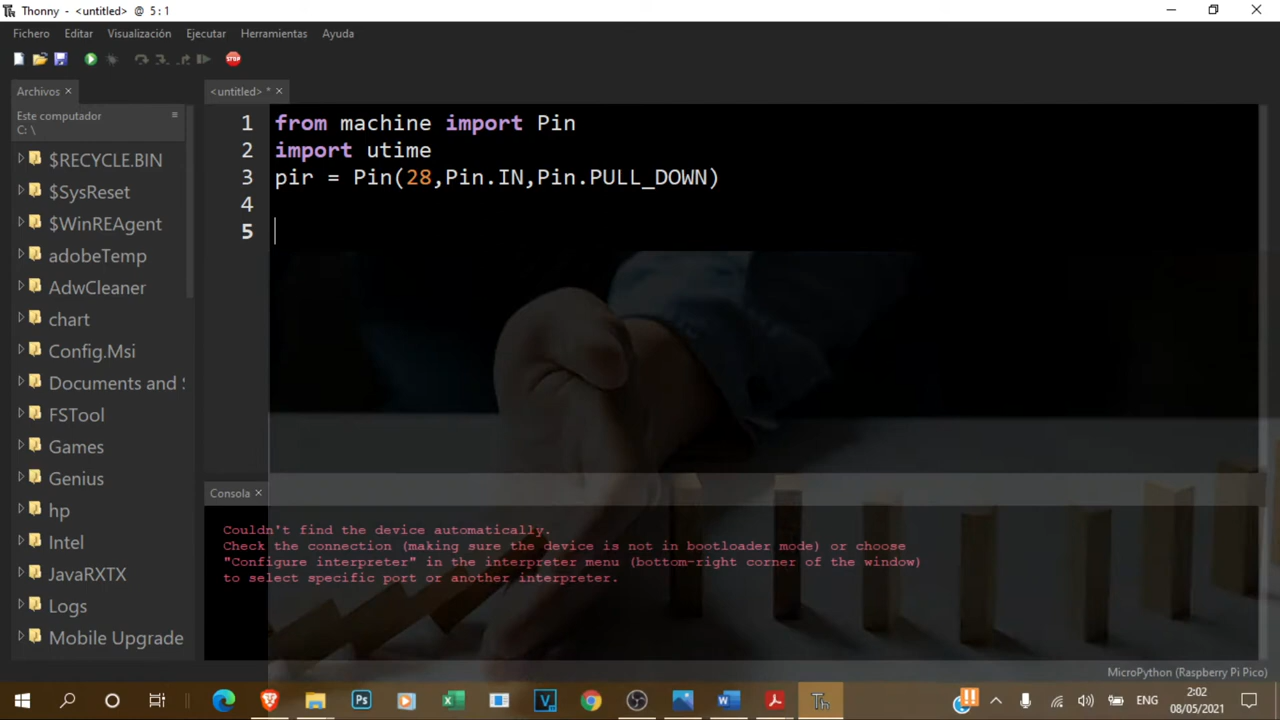 Thonny - <untitled> @ 5 : 1
Fichero Editar Visualización Ejecutar Herramientas Ayuda
STOP
Archivos
<untitled> *
Este computador
C: \
$RECYCLE.BIN
$SysReset
$WinREAgent
adobeTemp
AdwCleaner
chart
Config.Msi
Documents and S
FSTool
Games
Genius
hp
Intel
JavaRXTX
Logs
Mobile Upgrade
1 from machine import Pin
2 import utime
3 pir = Pin(28,Pin.IN,Pin.PULL_DOWN)
4
5
Consola
Couldn't find the device automatically.
Check the connection (making sure the device is not in bootloader mode) or choose
"Configure interpreter" in the interpreter menu (bottom-right corner of the window)
to select specific port or another interpreter.
MicroPython (Raspberry Pi Pico)
ENG
2:02
08/05/2021